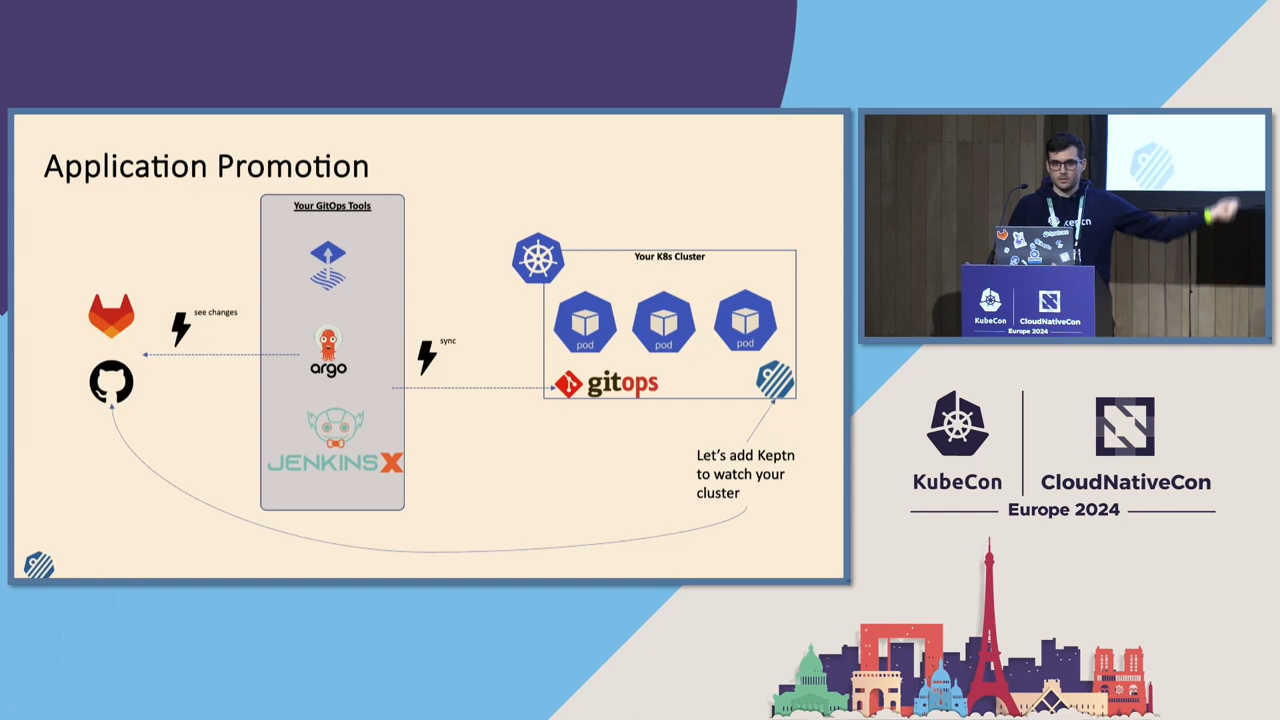 Application Promotion
Your GitOps Tools
see changes
argo
JENKINS X
sync
Your K8s Cluster
pod
pod
pod
gitops
Let's add Keptn
to watch your
cluster
keptn
KubeCon
CloudNativeCon
Europe 2024
KubeCon
CloudNativeCon
Europe 2024